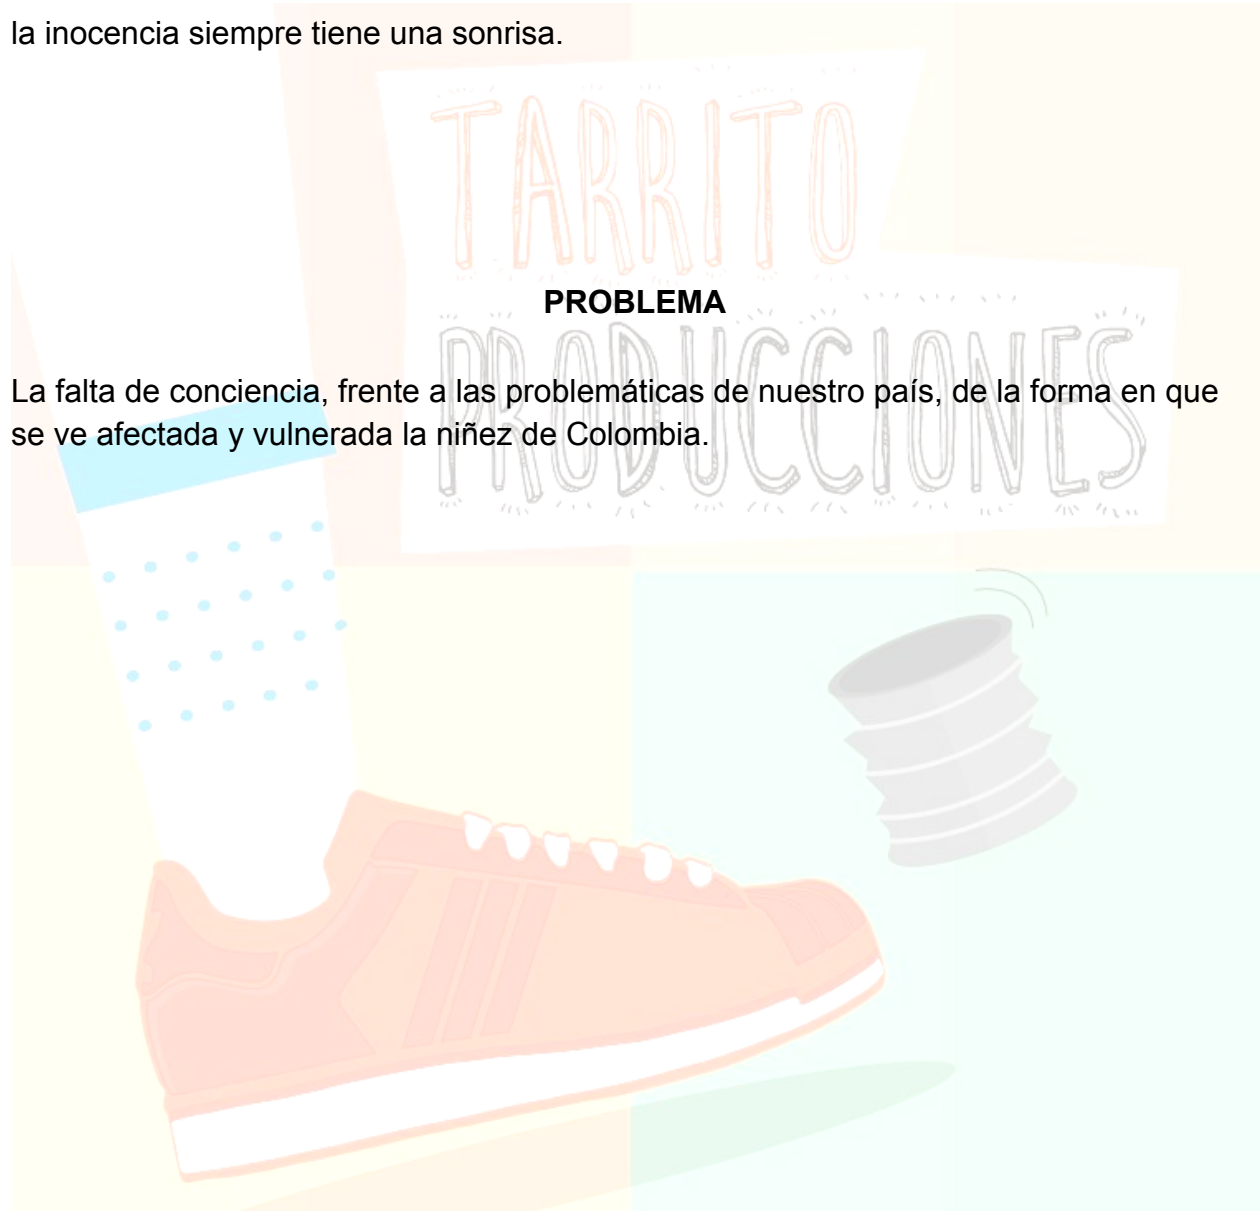 la inocencia siempre tiene una sonrisa.
TARRITO
PROBLEMA
PRODUCCIONES
La falta de conciencia, frente a las problemáticas de nuestro país, de la forma en que
se ve afectada y vulnerada la niñez de Colombia.